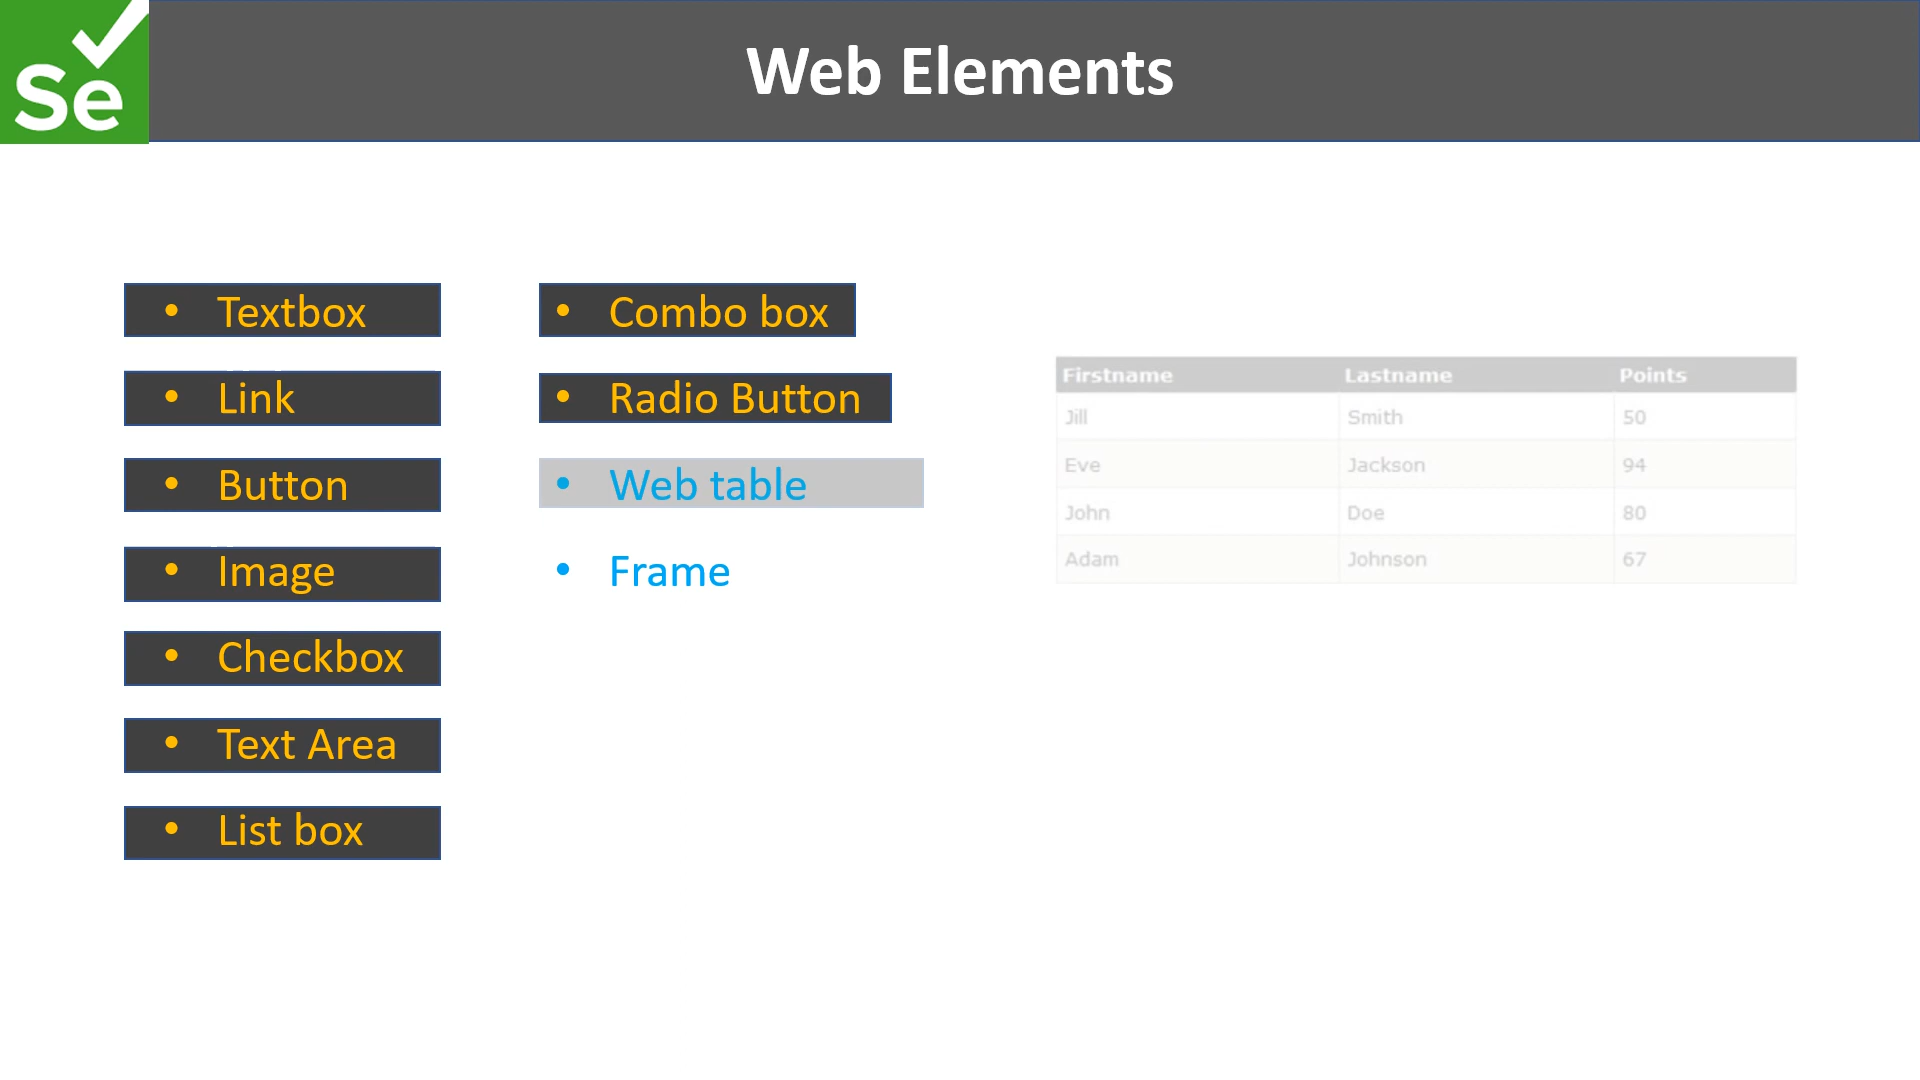 Se
Web Elements
• Textbox
• Link
• Button
• Image
• Checkbox
• Text Area
• List box
• Combo box
• Radio Button
• Web table
• Frame
Firstname Lastname Points
Jill Smith 50
Eve Jackson 94
John Doe 80
Adam Johnson 67